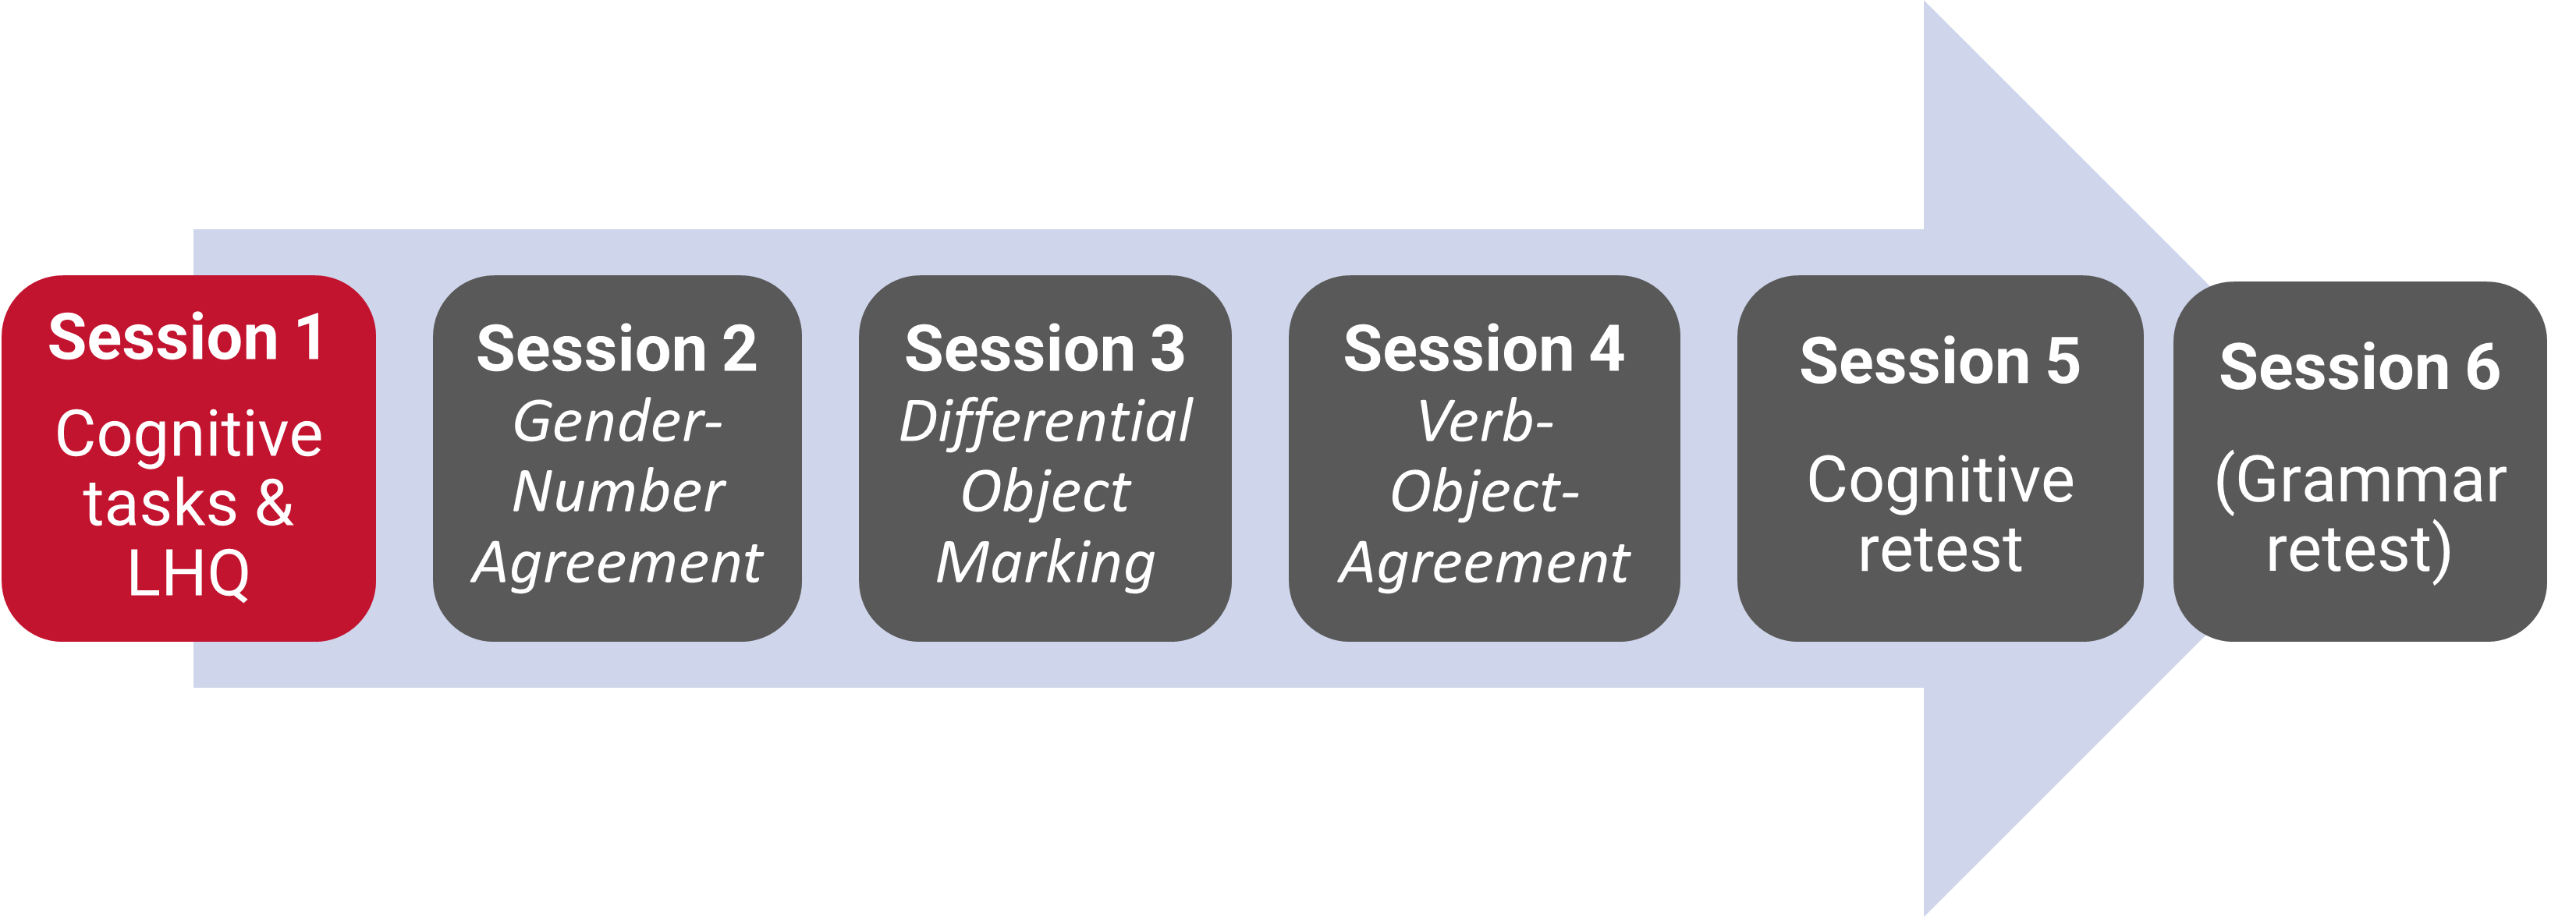 Session 1
Cognitive
tasks &
LHQ
Session 2
Gender-
Number
Agreement
Session 3
Differential
Object
Marking
Session 4
Verb-
Object-
Agreement
Session 5
Cognitive
retest
Session 6
(Grammar
retest)